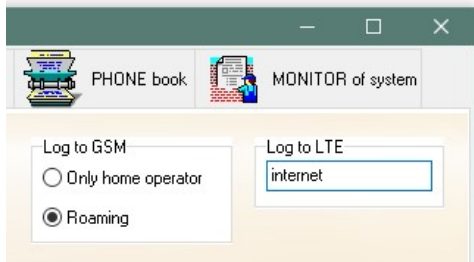 PHONE book
MONITOR of system
Log to GSM
Only home operator
Roaming
Log to LTE
internet